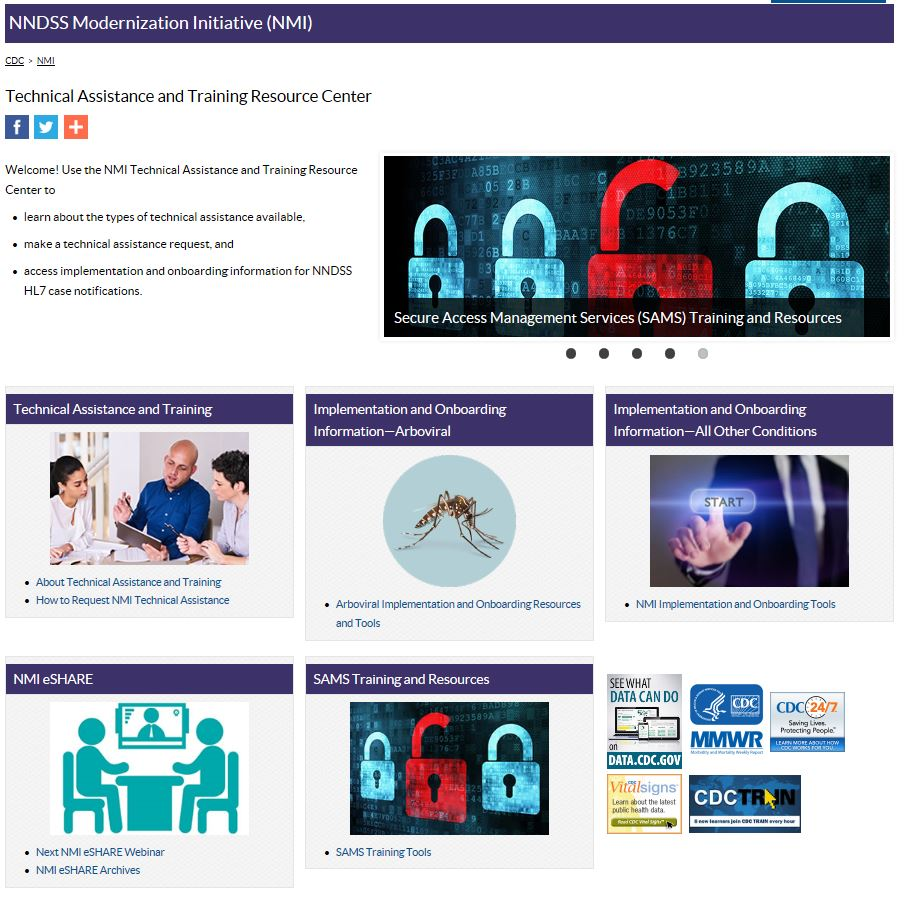 NNDSS Modernization Initiative (NMI)
CDC > NMI
Technical Assistance and Training Resource Center
Welcome! Use the NMI Technical Assistance and Training Resource
Center to
• learn about the types of technical assistance available,
• make a technical assistance request, and
• access implementation and onboarding information for NNDSS
HL7 case notifications.
Secure Access Management Services (SAMS) Training and Resources
Technical Assistance and Training
• About Technical Assistance and Training
• How to Request NMI Technical Assistance
Implementation and Onboarding
Information—Arboviral
• Arboviral Implementation and Onboarding Resources
and Tools
Implementation and Onboarding
Information—All Other Conditions
START
• NMI Implementation and Onboarding Tools
NMI eSHARE
• Next NMI eSHARE Webinar
• NMI eSHARE Archives
SAMS Training and Resources
• SAMS Training Tools
SEE WHAT
DATA CAN DO
on
DATA.CDC.GOV
CDC
MMWR
Morbidity and Mortality Weekly Report
CDC 24/7
Saving Lives.
Protecting People.™
LEARN MORE ABOUT HOW
CDC WORKS FOR YOU
CDC
Vitalsigns™
Learn about the latest
public health data.
Read CDC Vital Signs™
CDC TRAIN
8 new learners join CDC TRAIN every hour